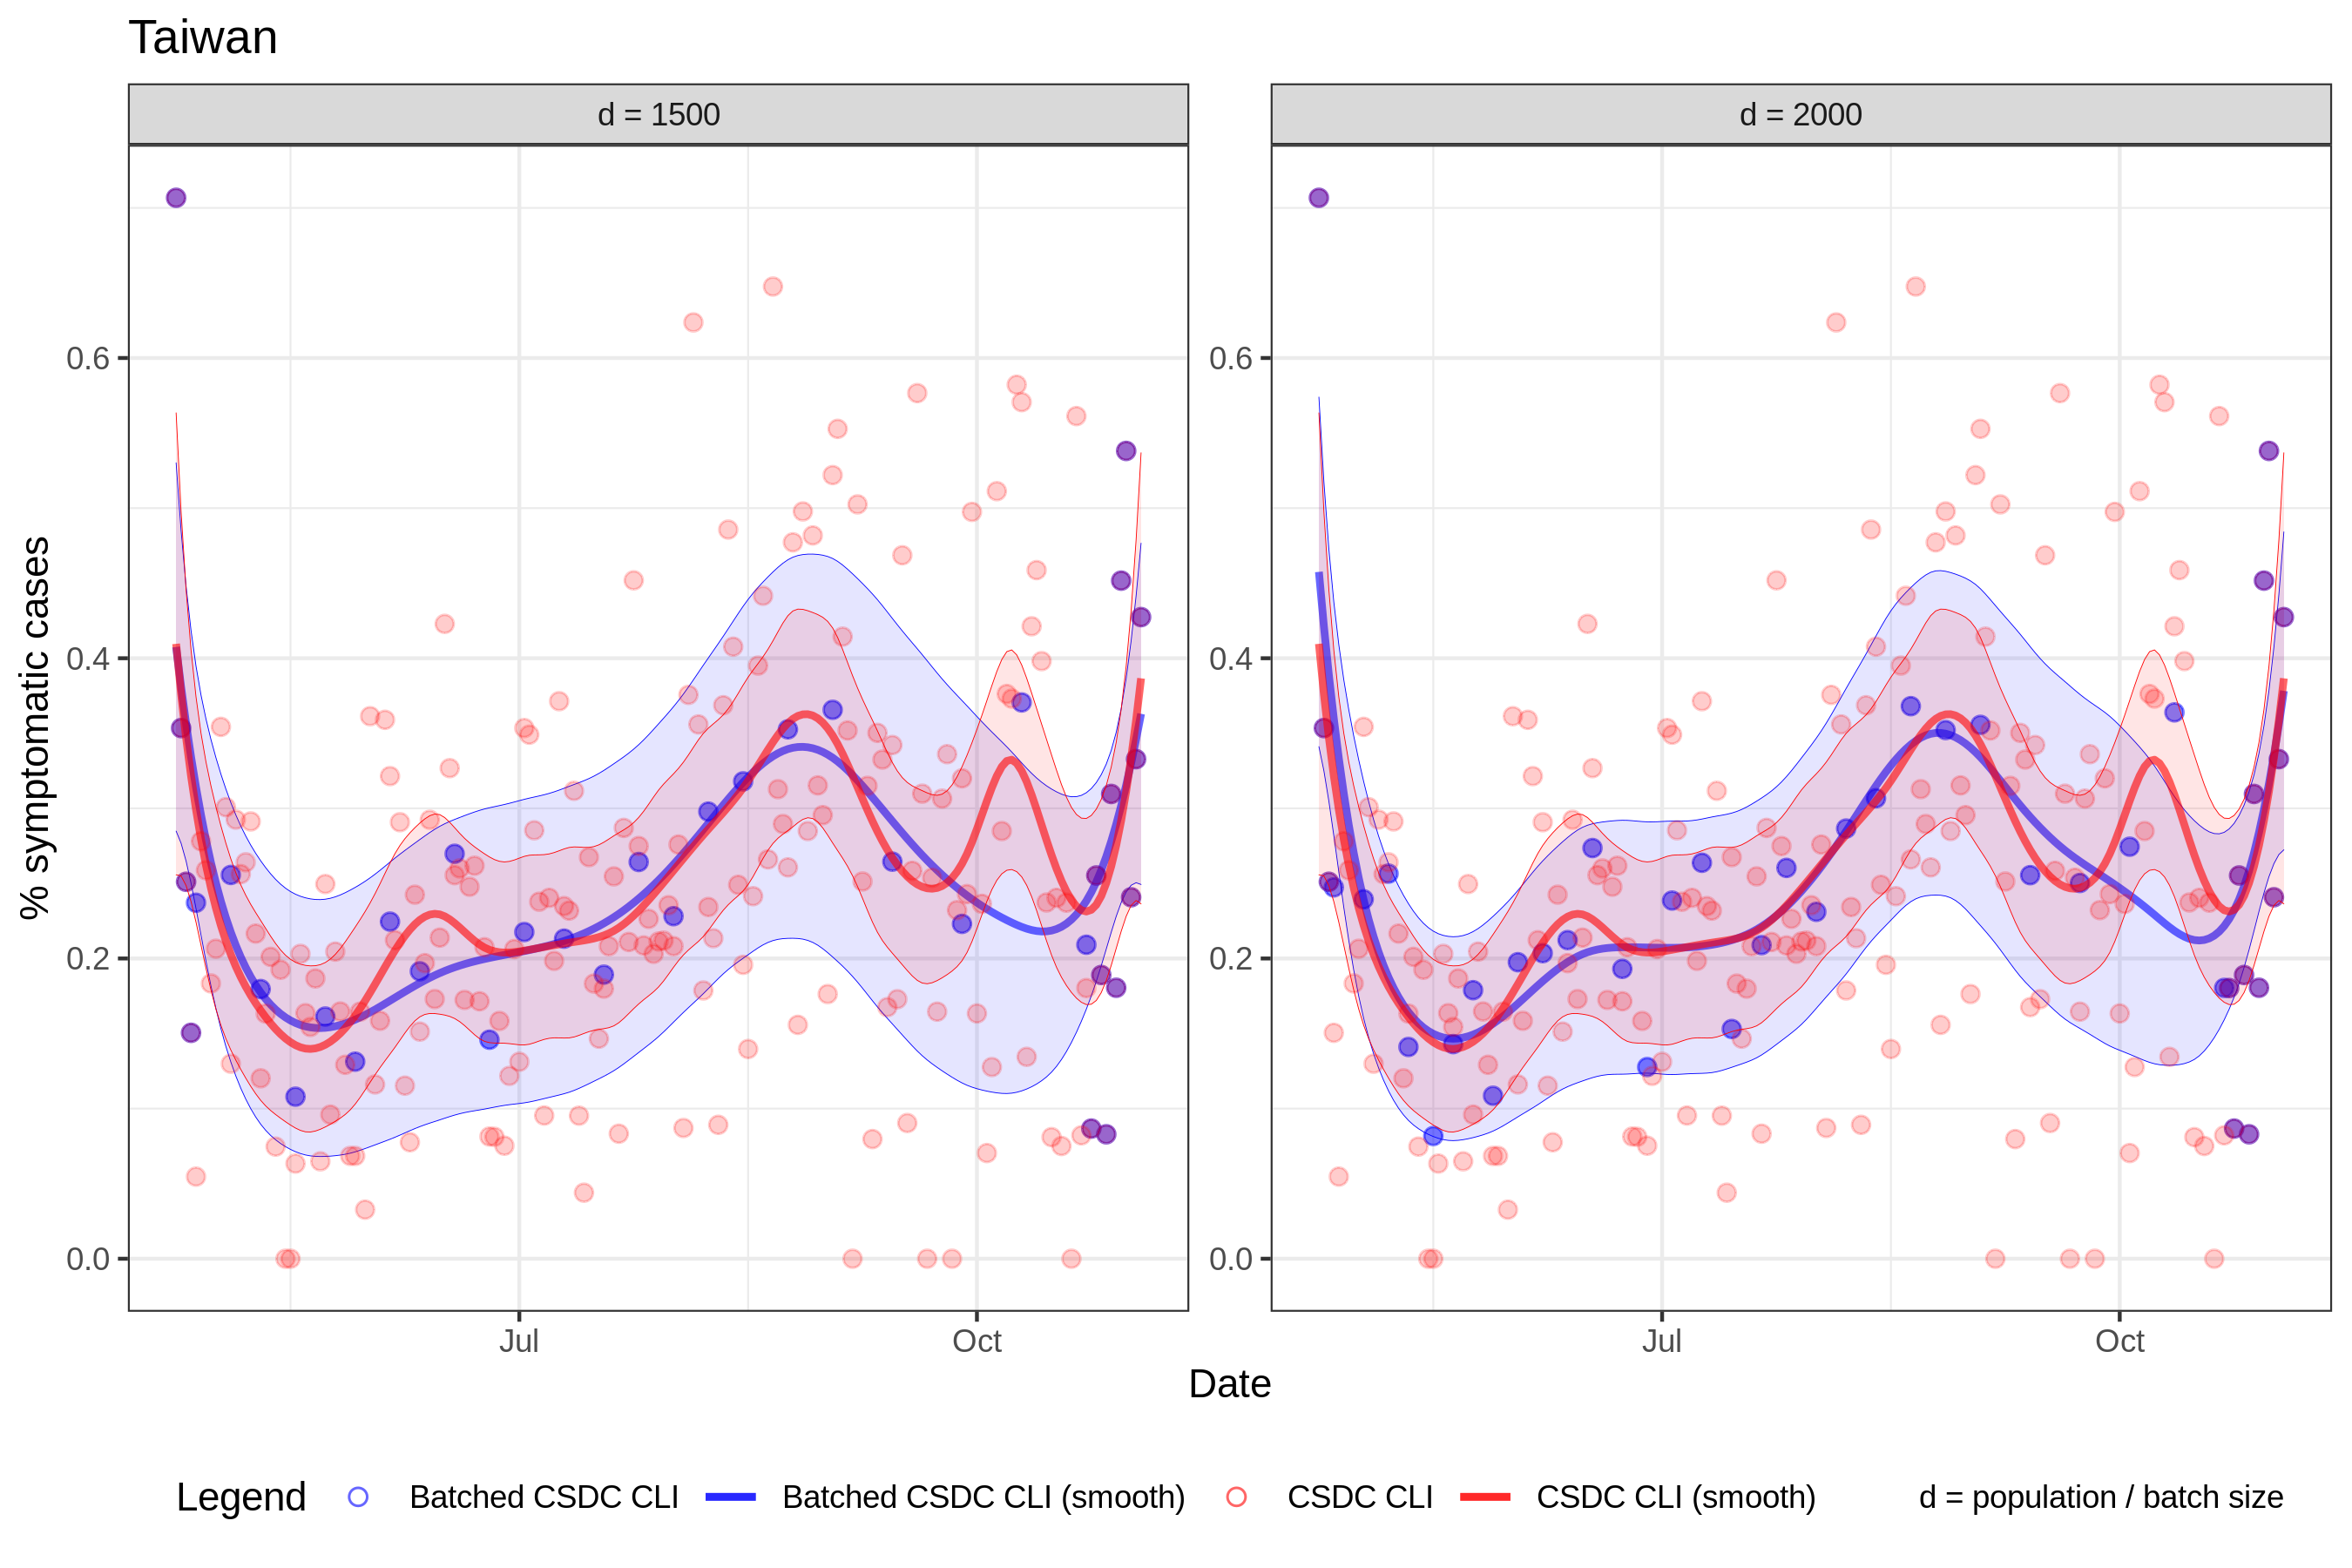 Taiwan
d = 1500
d = 2000
% symptomatic cases
0.6
0.4
0.2
0.0
0.6
0.4
0.2
0.0
Jul
Oct
Jul
Oct
Date
Legend
Batched CSDC CLI
Batched CSDC CLI (smooth)
CSDC CLI
CSDC CLI (smooth)
d = population / batch size